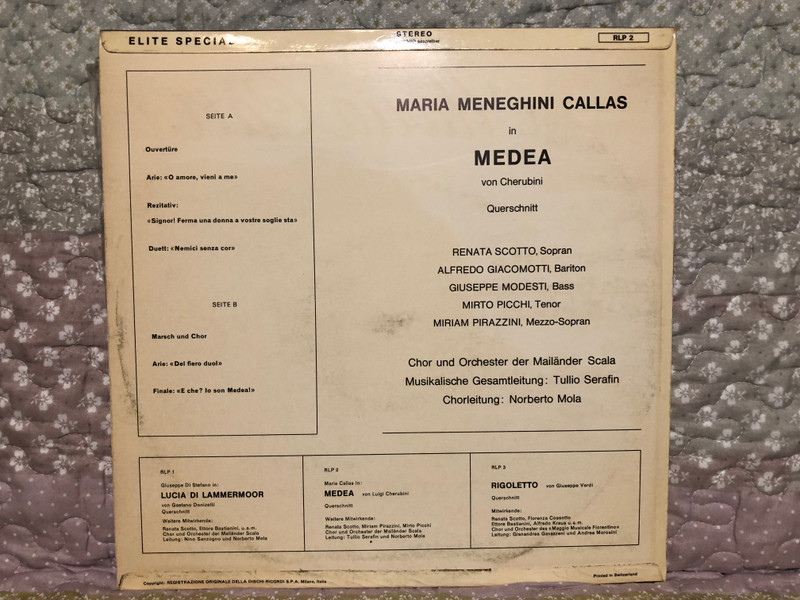 ELITE SPECIAL
STEREO
RLP 2
SEITE A
Ouvertüre
Arie: «O amore, vieni a me»
Rezitativ:
«Signor! Ferma una donna a vostre soglie sta»
Duett: «Nemici senza cor»
SEITE B
Marsch und Chor
Arie: «Del fiero duol»
Finale: «E che? Io son Medea!»
MARIA MENEGHINI CALLAS
in
MEDEA
von Cherubini
Querschnitt
RENATA SCOTTO, Sopran
ALFREDO GIACOMOTTI, Bariton
GIUSEPPE MODESTI, Bass
MIRTO PICCHI, Tenor
MIRIAM PIRAZZINI, Mezzo-Sopran
Chor und Orchester der Mailänder Scala
Musikalische Gesamtleitung: Tullio Serafin
Chorleitung: Norberto Mola
RLP 1
Giuseppe Di Stefano in:
LUCIA DI LAMMERMOOR
von Gaetano Donizetti
Querschnitt
Weitere Mitwirkende:
Renata Scotto, Ettore Bastianini, u.a.m.
Chor und Orchester der Mailänder Scala
Leitung: Nino Sanzogno und Norberto Mola
RLP 2
Maria Callas in:
MEDEA von Luigi Cherubini
Querschnitt
Weitere Mitwirkende:
Renata Scotto, Miriam Pirazzini, Mirto Picchi
Chor und Orchester der Mailänder Scala
Leitung: Tullio Serafin und Norberto Mola
RLP 3
RIGOLETTO von Giuseppe Verdi
Querschnitt
Mitwirkende:
Renata Scotto, Fiorenza Cossotto
Ettore Bastianini, Alfredo Kraus u.a.m.
Chor und Orchester des «Maggio Musicale Fiorentino»
Leitung: Gianandrea Gavazzeni und Andrea Morosini
Copyright: REGISTRAZIONE ORIGINALE DELLA DISCHI RICORDI S.P.A. Milano, Italia
Printed in Switzerland